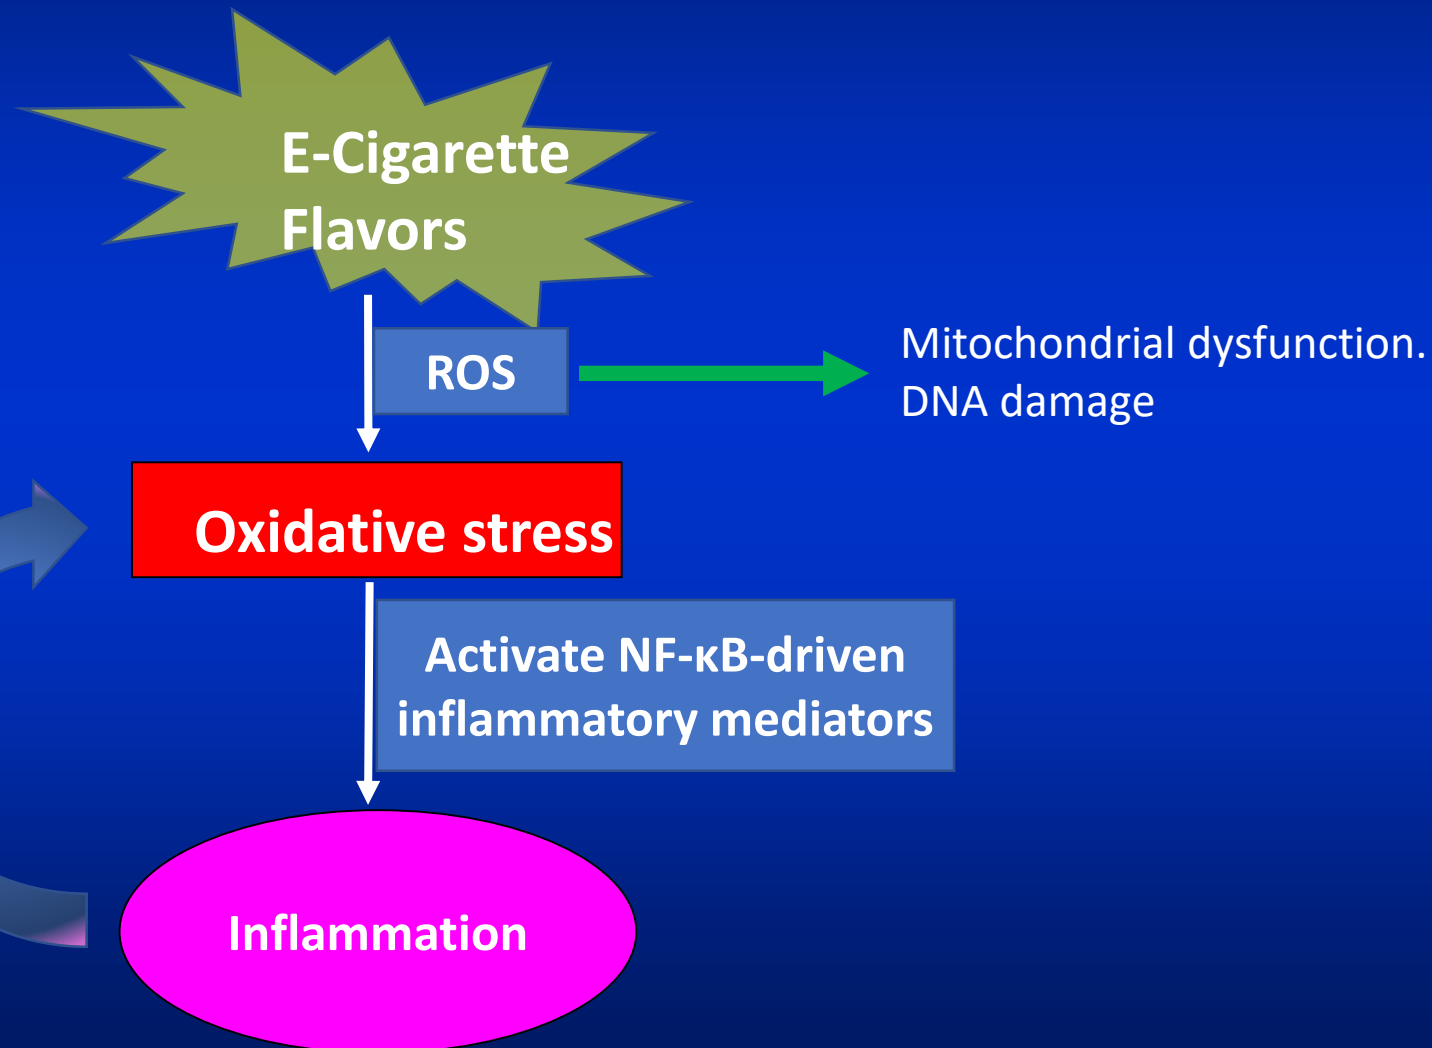 E-Cigarette
Flavors
ROS
Mitochondrial dysfunction.
DNA damage
Oxidative stress
Activate NF-κB-driven
inflammatory mediators
Inflammation